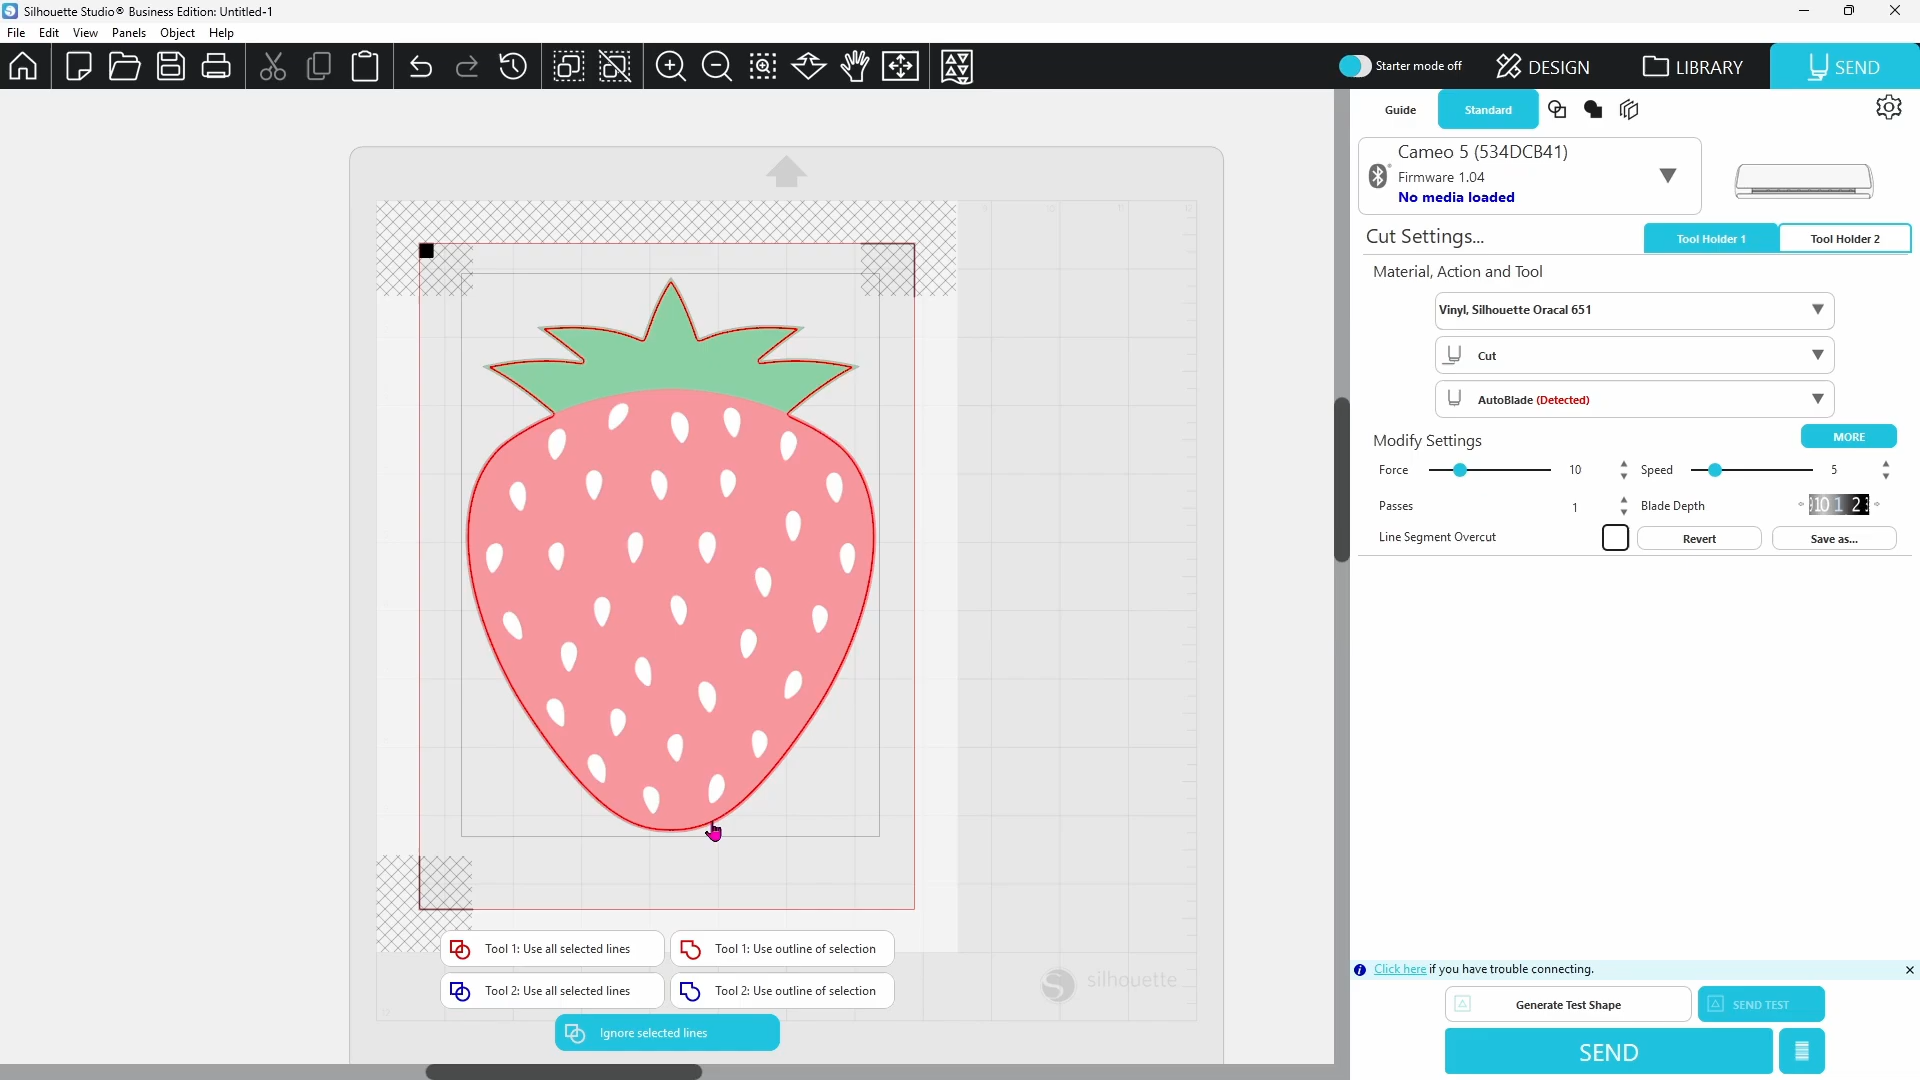 Silhouette Studio® Business Edition: Untitled-1
File Edit View Panels Object Help
Starter mode off
DESIGN
LIBRARY
SEND
Guide
Standard
Cameo 5 (534DCB41)
Firmware 1.04
No media loaded
Cut Settings...
Tool Holder 1
Tool Holder 2
Material, Action and Tool
Vinyl, Silhouette Oracal 651
Cut
AutoBlade (Detected)
Modify Settings
MORE
Force 10 Speed 5
Passes 1 Blade Depth 10 1 2
Line Segment Overcut
Revert
Save as...
Tool 1: Use all selected lines
Tool 1: Use outline of selection
Tool 2: Use all selected lines
Tool 2: Use outline of selection
Ignore selected lines
silhouette
Click here if you have trouble connecting.
Generate Test Shape
SEND TEST
SEND